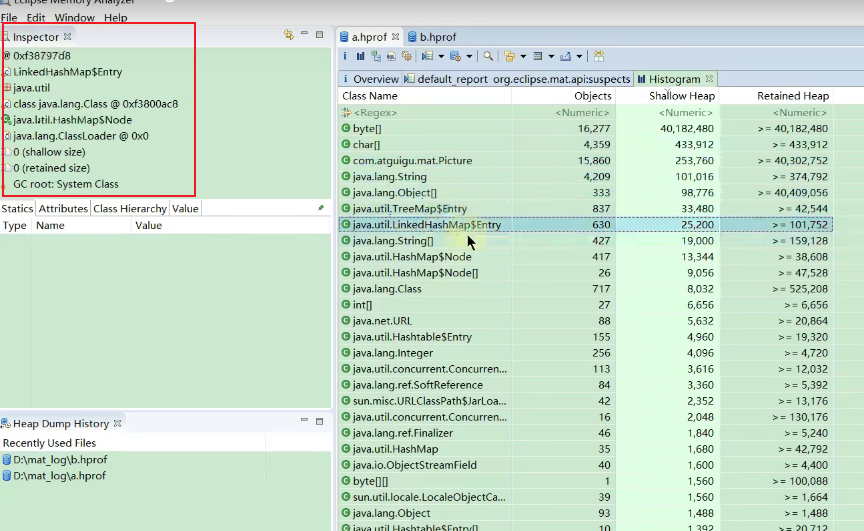 Eclipse Memory Analyzer
File Edit Window Help
Inspector
@ 0xf38797d8
LinkedHashMap$Entry
java.util
class java.lang.Class @ 0xf3800ac8
java.util.HashMap$Node
java.lang.ClassLoader @ 0x0
0 (shallow size)
0 (retained size)
GC root: System Class
Statics Attributes Class Hierarchy Value
Type Name Value
Heap Dump History
Recently Used Files
D:\mat_log\b.hprof
D:\mat_log\a.hprof
a.hprof b.hprof
i Overview default_report org.eclipse.mat.api:suspects Histogram
Class Name Objects Shallow Heap Retained Heap
<Regex> <Numeric> <Numeric> <Numeric>
byte[] 16,277 40,182,480 >= 40,182,480
char[] 4,359 433,912 >= 433,912
com.atguigu.mat.Picture 15,860 253,760 >= 40,302,752
java.lang.String 4,209 101,016 >= 374,792
java.lang.Object[] 333 98,776 >= 40,409,056
java.util.TreeMap$Entry 837 33,480 >= 42,544
java.util.LinkedHashMap$Entry 630 25,200 >= 101,752
java.lang.String[] 427 19,000 >= 159,128
java.util.HashMap$Node 417 13,344 >= 38,608
java.util.HashMap$Node[] 26 9,056 >= 47,528
java.lang.Class 717 8,032 >= 525,208
int[] 27 6,656 >= 6,656
java.net.URL 88 5,632 >= 20,864
java.util.Hashtable$Entry 155 4,960 >= 19,320
java.lang.Integer 256 4,096 >= 4,720
java.util.concurrent.Concurren... 113 3,616 >= 12,032
java.lang.ref.SoftReference 84 3,360 >= 5,392
sun.misc.URLClassPath$JarLoa... 42 2,352 >= 13,176
java.util.concurrent.Concurren... 16 2,048 >= 130,176
java.lang.ref.Finalizer 46 1,840 >= 5,240
java.util.HashMap 35 1,680 >= 42,792
java.io.ObjectStreamField 40 1,600 >= 4,400
byte[][] 1 1,560 >= 100,088
sun.util.locale.LocaleObjectCa... 39 1,560 >= 1,664
java.lang.Object 93 1,488 >= 1,488
java.util.Hashtable$Entry[] 10 1,392 >= 20,712